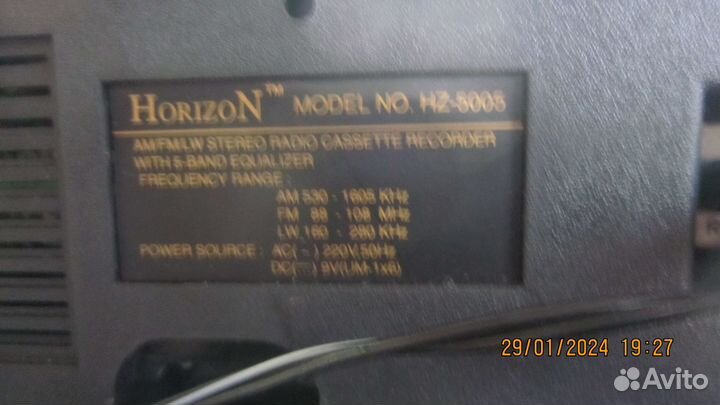 HORIZON™ MODEL NO. HZ-5005
AM/FM/LW STEREO RADIO CASSETTE RECORDER
WITH 5-BAND EQUALIZER
FREQUENCY RANGE :
AM 530 - 1605 KHz
FM 88 - 108 MHz
LW 160 - 280 KHz
POWER SOURCE : AC(~) 220V,50Hz
DC(⎓) 9V(UM-1x6)
29/01/2024 19:27
Avito